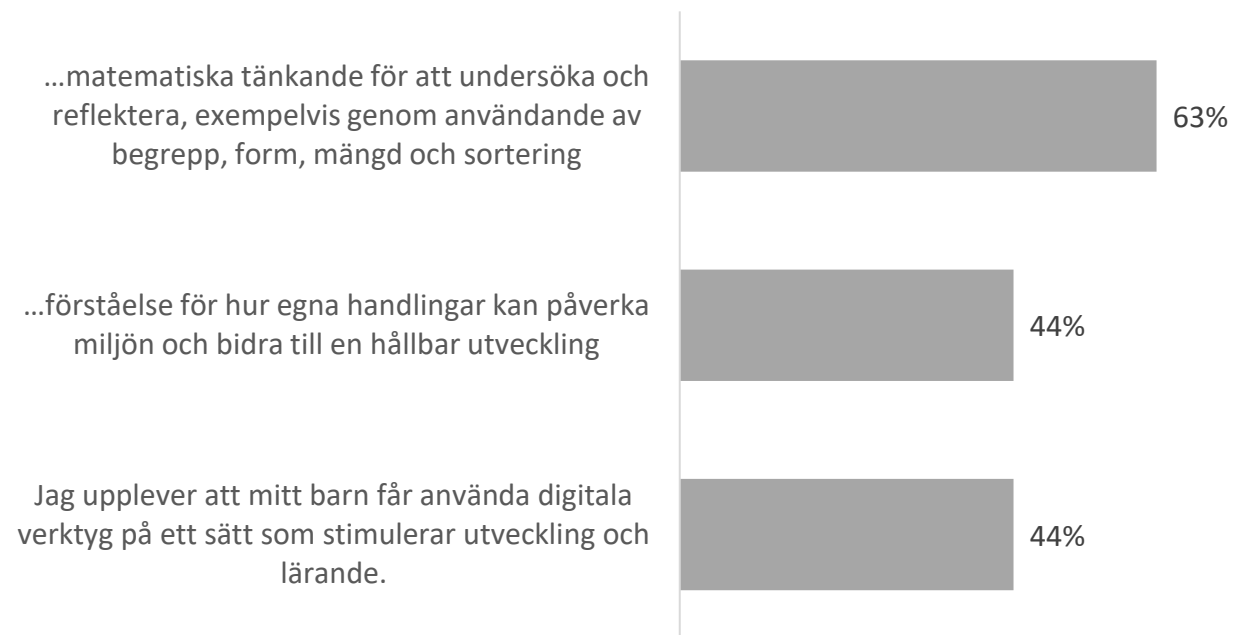 …matematiska tänkande för att undersöka och
reflektera, exempelvis genom användande av
begrepp, form, mängd och sortering
63%
…förståelse för hur egna handlingar kan påverka
miljön och bidra till en hållbar utveckling
44%
Jag upplever att mitt barn får använda digitala
verktyg på ett sätt som stimulerar utveckling och
lärande.
44%